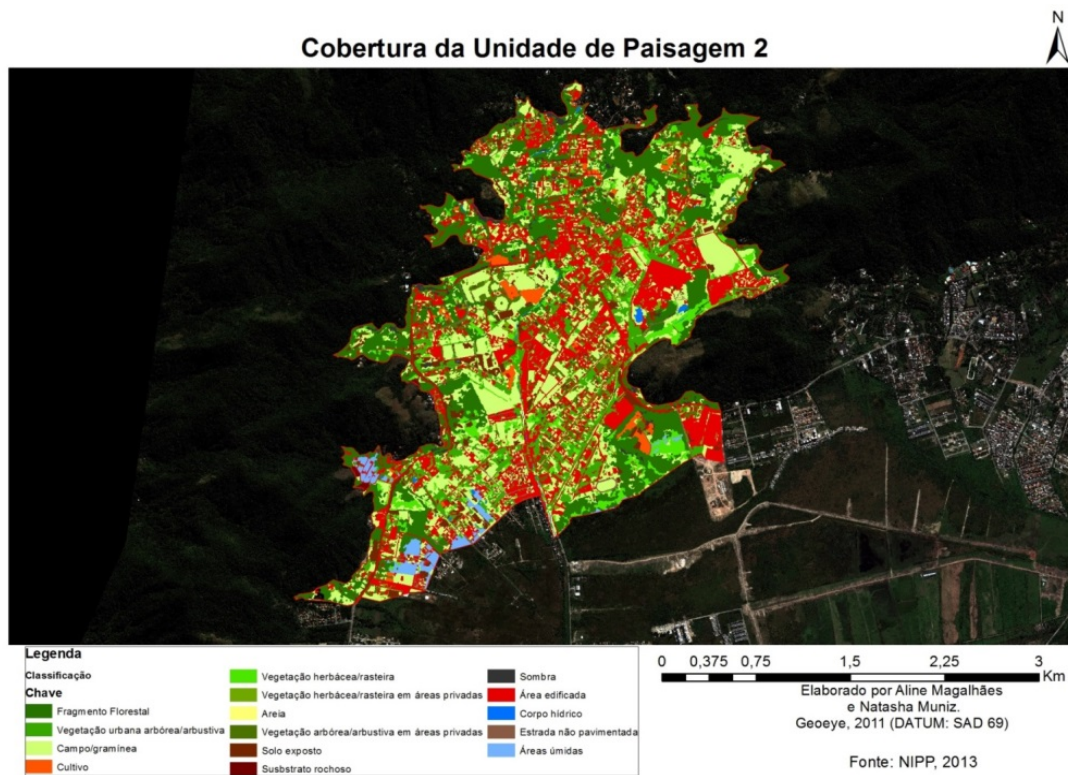 N
Cobertura da Unidade de Paisagem 2
Legenda
Classificação
Chave
Fragmento Florestal
Vegetação urbana arbórea/arbustiva
Campo/gramínea
Cultivo
Vegetação herbácea/rasteira
Vegetação herbácea/rasteira em áreas privadas
Areia
Vegetação arbórea/arbustiva em áreas privadas
Solo exposto
Susbstrato rochoso
Sombra
Área edificada
Corpo hídrico
Estrada não pavimentada
Áreas úmidas
0 0,375 0,75 1,5 2,25 3
Km
Elaborado por Aline Magalhães
e Natasha Muniz.
Geoeye, 2011 (DATUM: SAD 69)
Fonte: NIPP, 2013